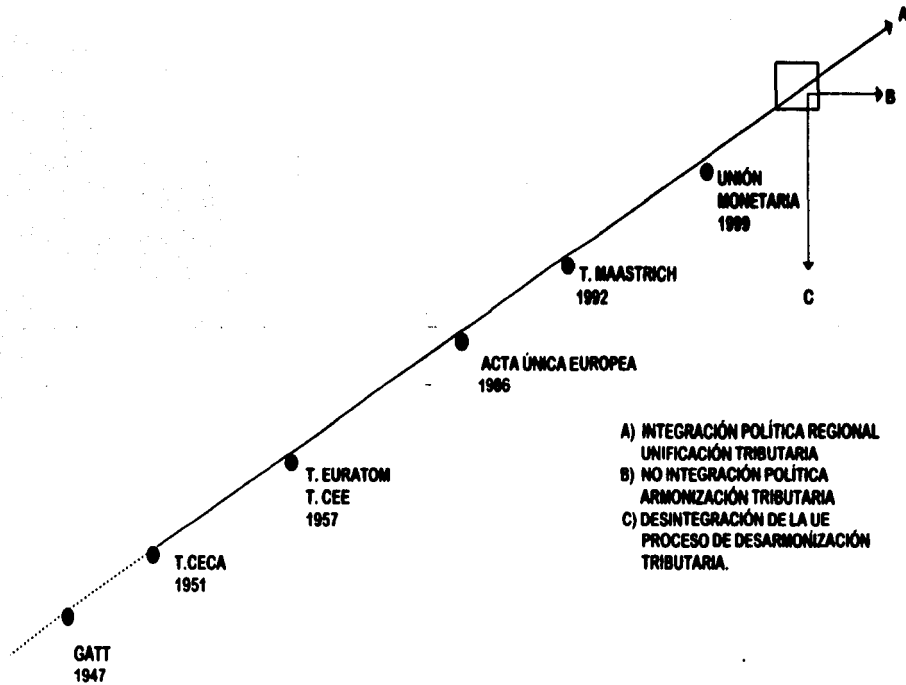 A
B
UNIÓN
MONETARIA
1999
C
T. MAASTRICH
1992
ACTA ÚNICA EUROPEA
1986
A) INTEGRACIÓN POLÍTICA REGIONAL
UNIFICACIÓN TRIBUTARIA
B) NO INTEGRACIÓN POLÍTICA
ARMONIZACIÓN TRIBUTARIA
C) DESINTEGRACIÓN DE LA UE
PROCESO DE DESARMONIZACIÓN
TRIBUTARIA.
T. EURATOM
T. CEE
1957
T.CECA
1951
GATT
1947